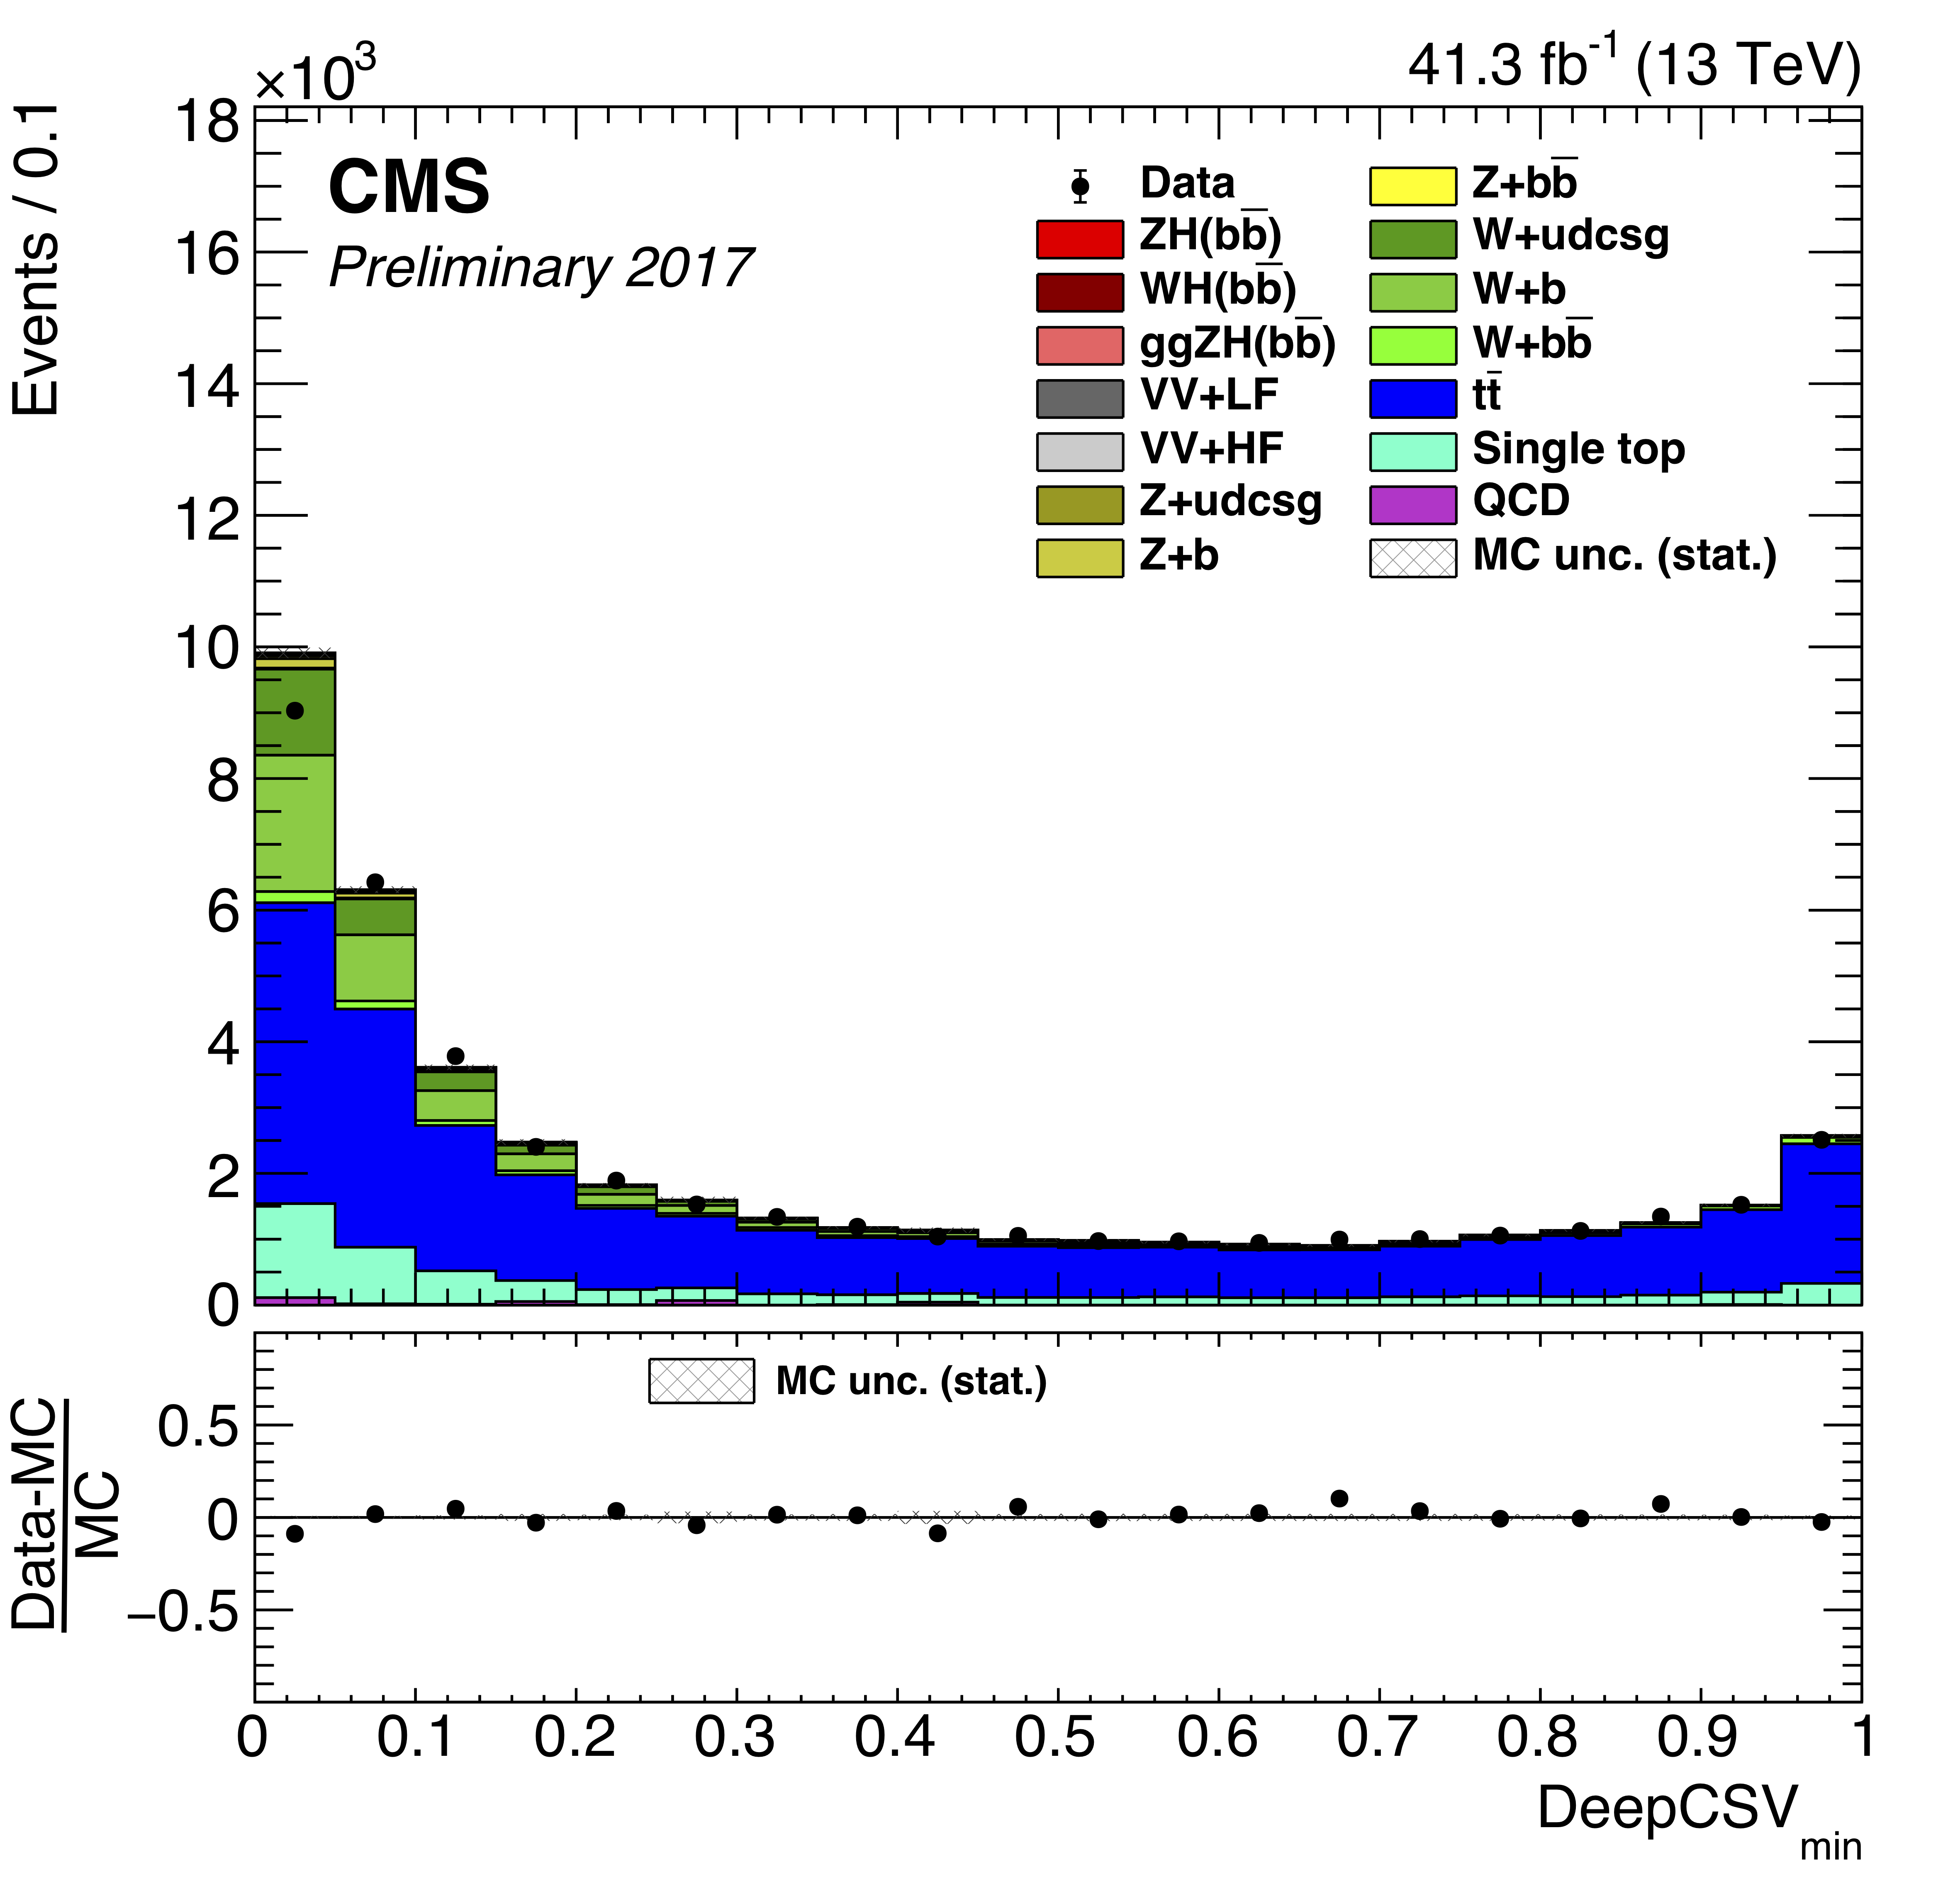 ×10³
41.3 fb⁻¹ (13 TeV)
Events / 0.1
18
16
14
12
10
8
6
4
2
0
CMS
Preliminary 2017
Data
ZH(bb̅)
WH(bb̅)
ggZH(bb̅)
VV+LF
VV+HF
Z+udcsg
Z+b
Z+bb̅
W+udcsg
W+b
W+bb̅
tt̅
Single top
QCD
MC unc. (stat.)
MC unc. (stat.)
Data-MC
MC
0.5
0
−0.5
0 0.1 0.2 0.3 0.4 0.5 0.6 0.7 0.8 0.9 1
DeepCSV_min